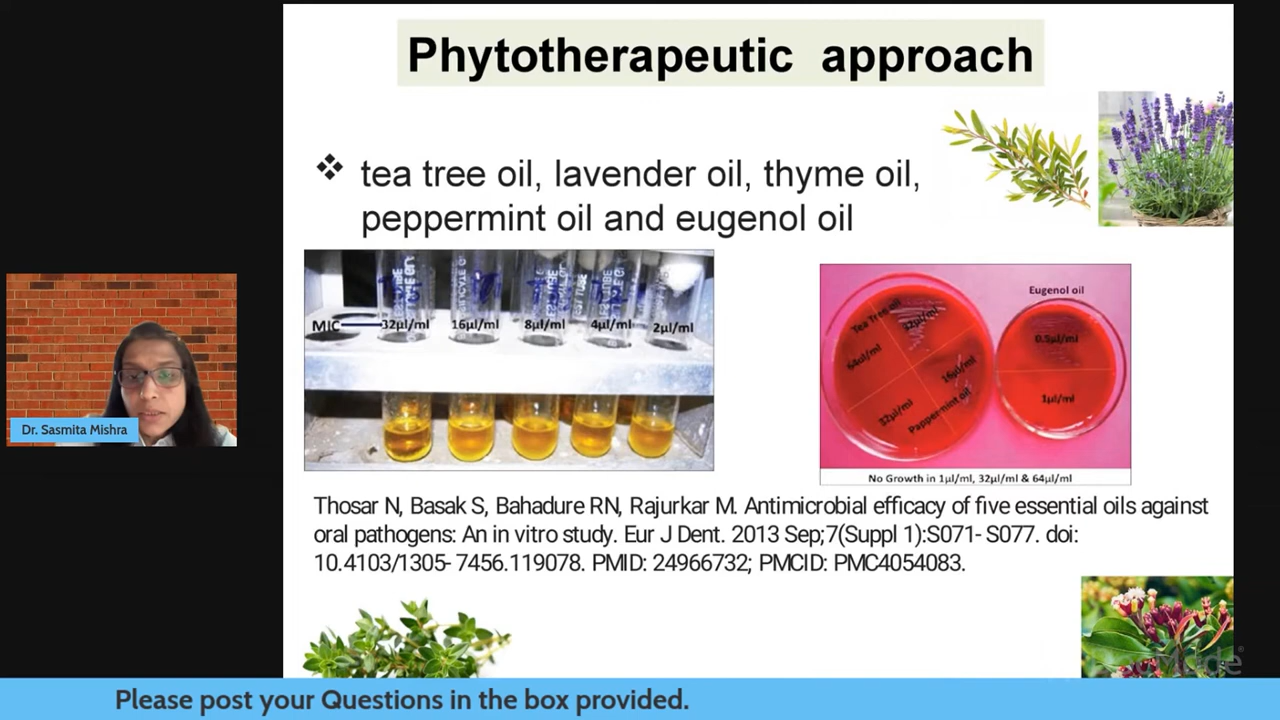 Phytotherapeutic approach
❖ tea tree oil, lavender oil, thyme oil,
peppermint oil and eugenol oil
MIC 32µl/ml 16µl/ml 8µl/ml 4µl/ml 2µl/ml
Eugenol oil
Tea Tree oil
32µl/ml
0.5µl/ml
64µl/ml
16µl/ml
1µl/ml
32µl/ml
Pappermint oil
No Growth in 1µl/ml, 32µl/ml & 64µl/ml
Dr. Sasmita Mishra
Thosar N, Basak S, Bahadure RN, Rajurkar M. Antimicrobial efficacy of five essential oils against
oral pathogens: An in vitro study. Eur J Dent. 2013 Sep;7(Suppl 1):S071- S077. doi:
10.4103/1305- 7456.119078. PMID: 24966732; PMCID: PMC4054083.
Please post your Questions in the box provided.